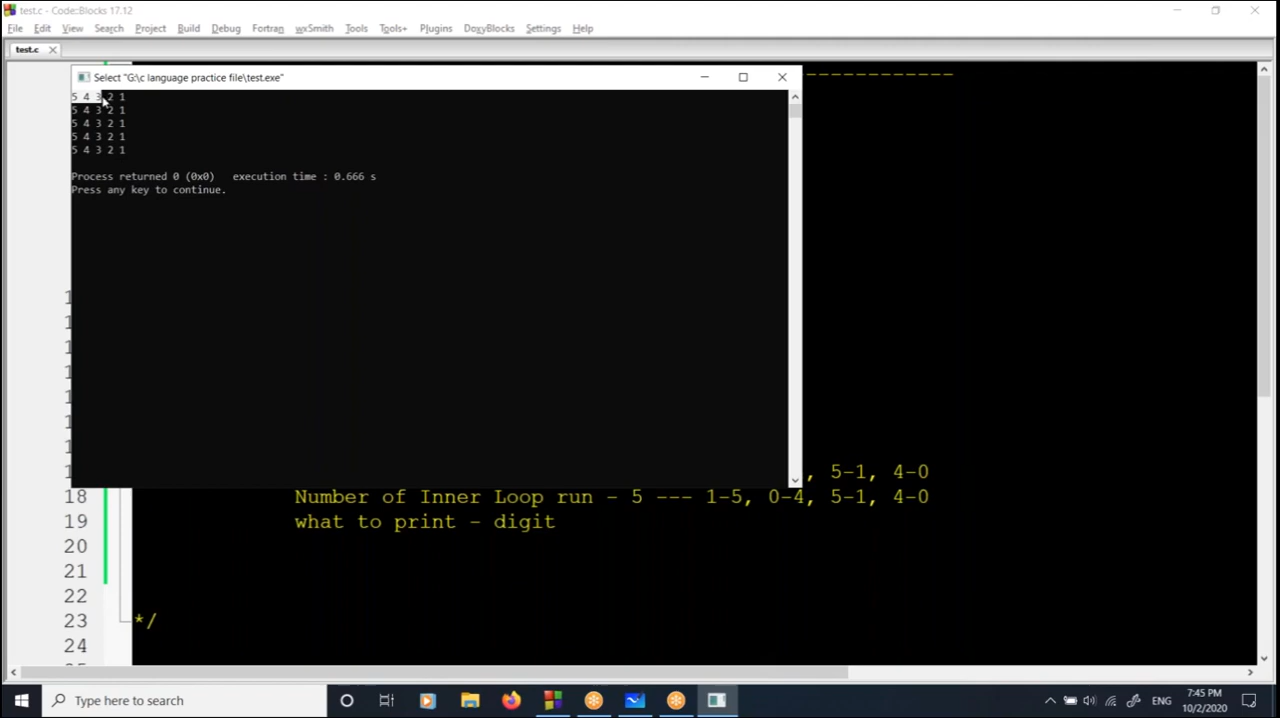 test.c - Code::Blocks 17.12
File Edit View Search Project Build Debug Fortran wxSmith Tools Tools+ Plugins DoxyBlocks Settings Help
test.c
Select "G:\c language practice file\test.exe"
5 4 3 2 1
5 4 3 2 1
5 4 3 2 1
5 4 3 2 1
5 4 3 2 1
Process returned 0 (0x0) execution time : 0.666 s
Press any key to continue.
------------
, 5-1, 4-0
18 Number of Inner Loop run - 5 --- 1-5, 0-4, 5-1, 4-0
19 what to print - digit
20
21
22
23 */
24
Type here to search
ENG
7:45 PM
10/2/2020